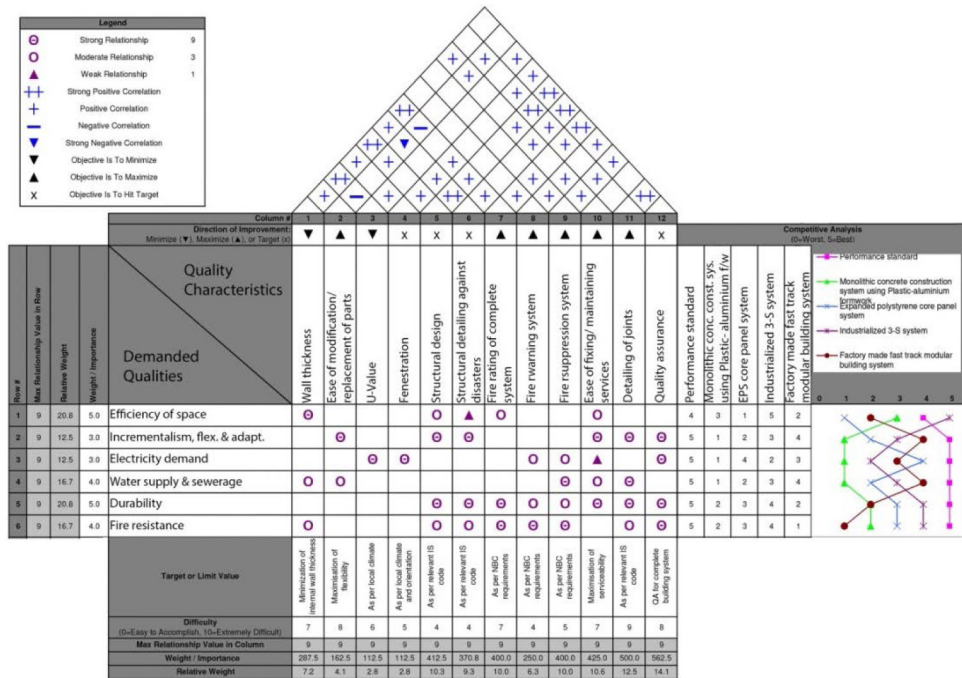 Legend
Strong Relationship 9
Moderate Relationship 3
Weak Relationship 1
Strong Positive Correlation
Positive Correlation
Negative Correlation
Strong Negative Correlation
Objective Is To Minimize
Objective Is To Maximize
X Objective Is To Hit Target
Column # 1 2 3 4 5 6 7 8 9 10 11 12
Direction of Improvement:
Minimize (▼), Maximize (▲), or Target (x)
▼ ▲ ▼ x x x ▲ ▲ ▲ ▲ ▲ x
Competitive Analysis
(0=Worst, 5=Best)
Row #
Max Relationship Value in Row
Relative Weight
Weight / Importance
Quality
Characteristics
Demanded
Qualities
Wall thickness
Ease of modification/
replacement of parts
U-Value
Fenestration
Structural design
Structural detailing against
disasters
Fire rating of complete
system
Fire rwarning system
Fire rsuppression system
Ease of fixing/ maintaining
services
Detailing of joints
Quality assurance
Performance standard
Monolithic conc. const. sys.
using Plastic- aluminium f/w
EPS core panel system
Industrialized 3-S system
Factory made fast track
modular building system
Performance standard
Monolithic concrete construction
system using Plastic-aluminium
formwork
Expanded polystyrene core panel
system
Industrialized 3-S system
Factory made fast track modular
building system
0 1 2 3 4 5
1 9 20.8 5.0 Efficiency of space 4 3 1 5 2
2 9 12.5 3.0 Incrementalism, flex. & adapt. 5 1 2 3 4
3 9 12.5 3.0 Electricity demand 5 1 4 2 3
4 9 16.7 4.0 Water supply & sewerage 5 1 2 3 4
5 9 20.8 5.0 Durability 5 2 3 4 2
6 9 16.7 4.0 Fire resistance 5 2 3 4 1
Target or Limit Value
Minimization of
internal wall thickness
Maximisation of
flexibility
As per local climate
As per local climate
and orientation
As per relevant IS
code
As per relevant IS
code
As per NBC
requirements
As per NBC
requirements
As per NBC
requirements
Maximisation of
serviceability
As per relevant IS
code
QA for complete
building system
Difficulty
(0=Easy to Accomplish, 10=Extremely Difficult)
7 8 6 5 4 4 7 4 5 7 9 8
Max Relationship Value in Column 9 9 9 9 9 9 9 9 9 9 9 9
Weight / Importance 287.5 162.5 112.5 112.5 412.5 370.8 400.0 250.0 400.0 425.0 500.0 562.5
Relative Weight 7.2 4.1 2.8 2.8 10.3 9.3 10.0 6.3 10.0 10.6 12.5 14.1